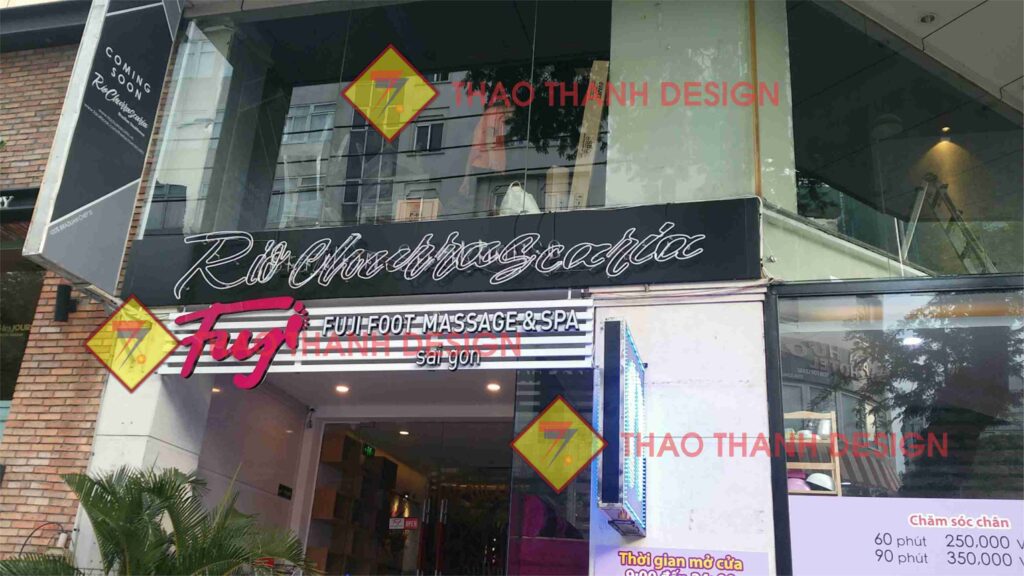 COMING
SOON
Rio Churrascaria
THAO THANH DESIGN
Rio Churrascaria
Fuji
FUJI FOOT MASSAGE & SPA
sài gòn
THANH DESIGN
THAO THANH DESIGN
OPEN
Chăm sóc chân
60 phút 250,000
90 phút 350,000
Thời gian mở cửa